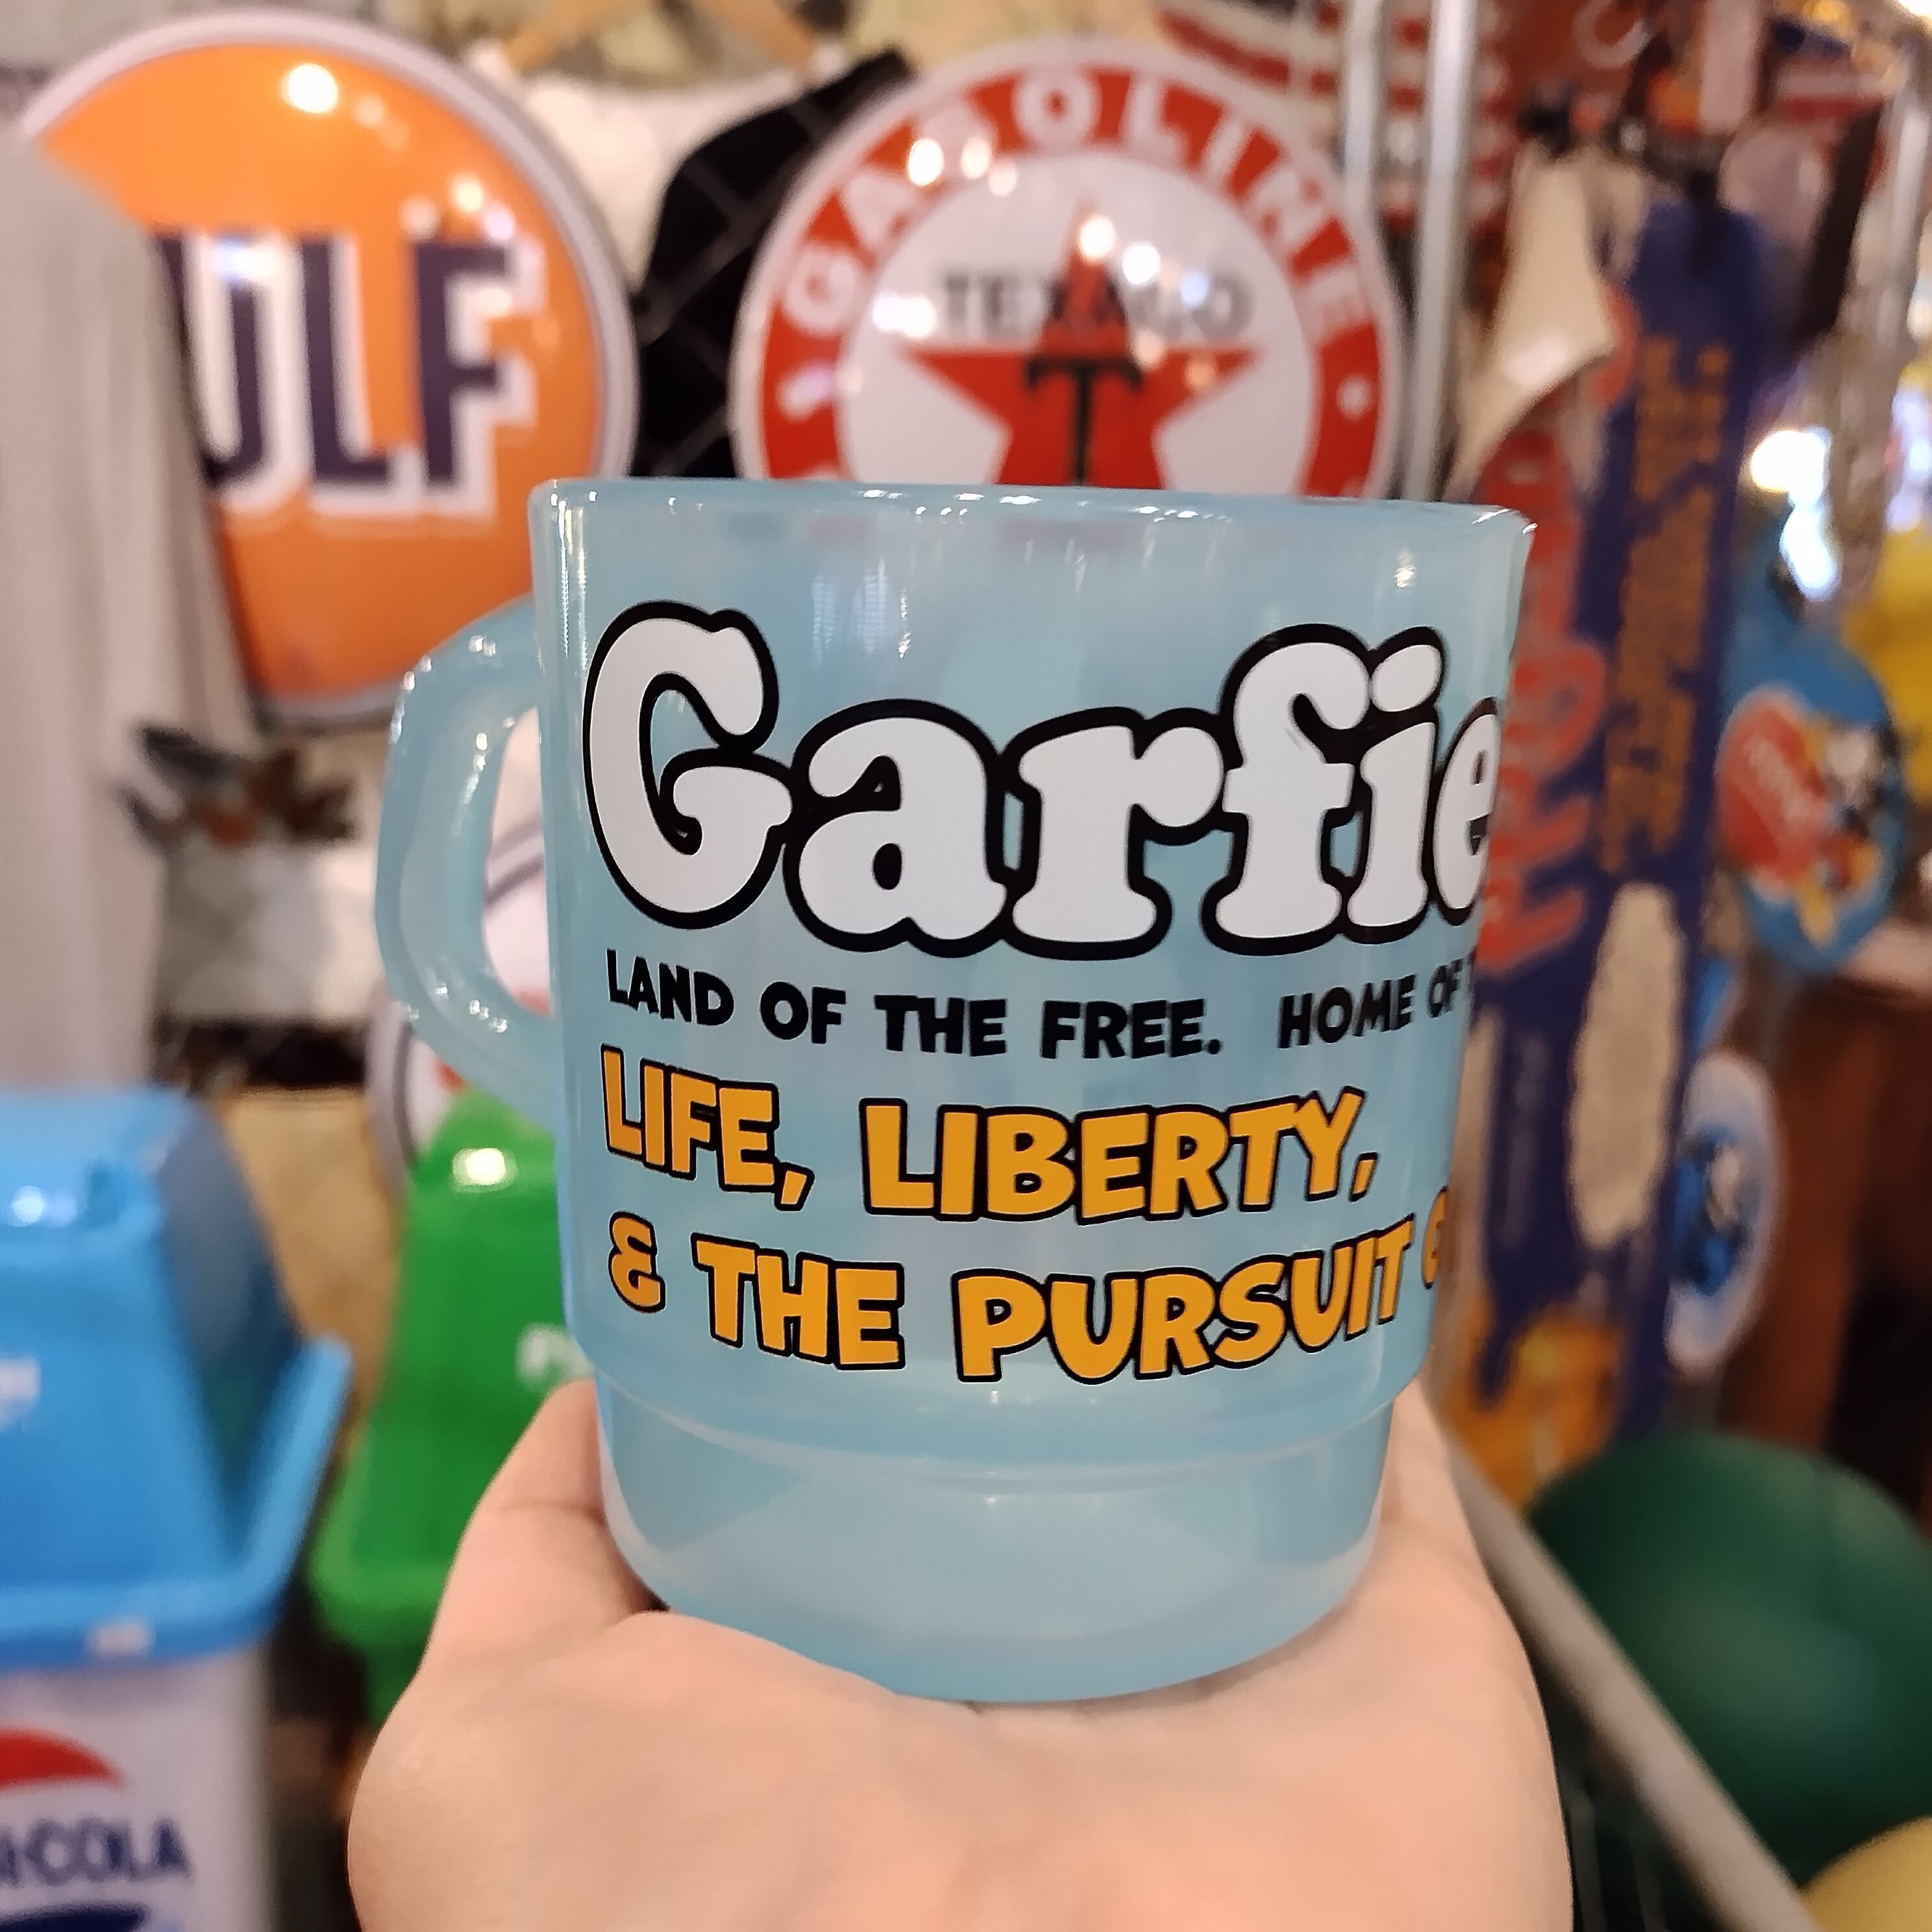 ULF
GASOLINE
TEXACO
T
Garfie
LAND OF THE FREE. HOME OF
LIFE, LIBERTY,
& THE PURSUIT
COLA